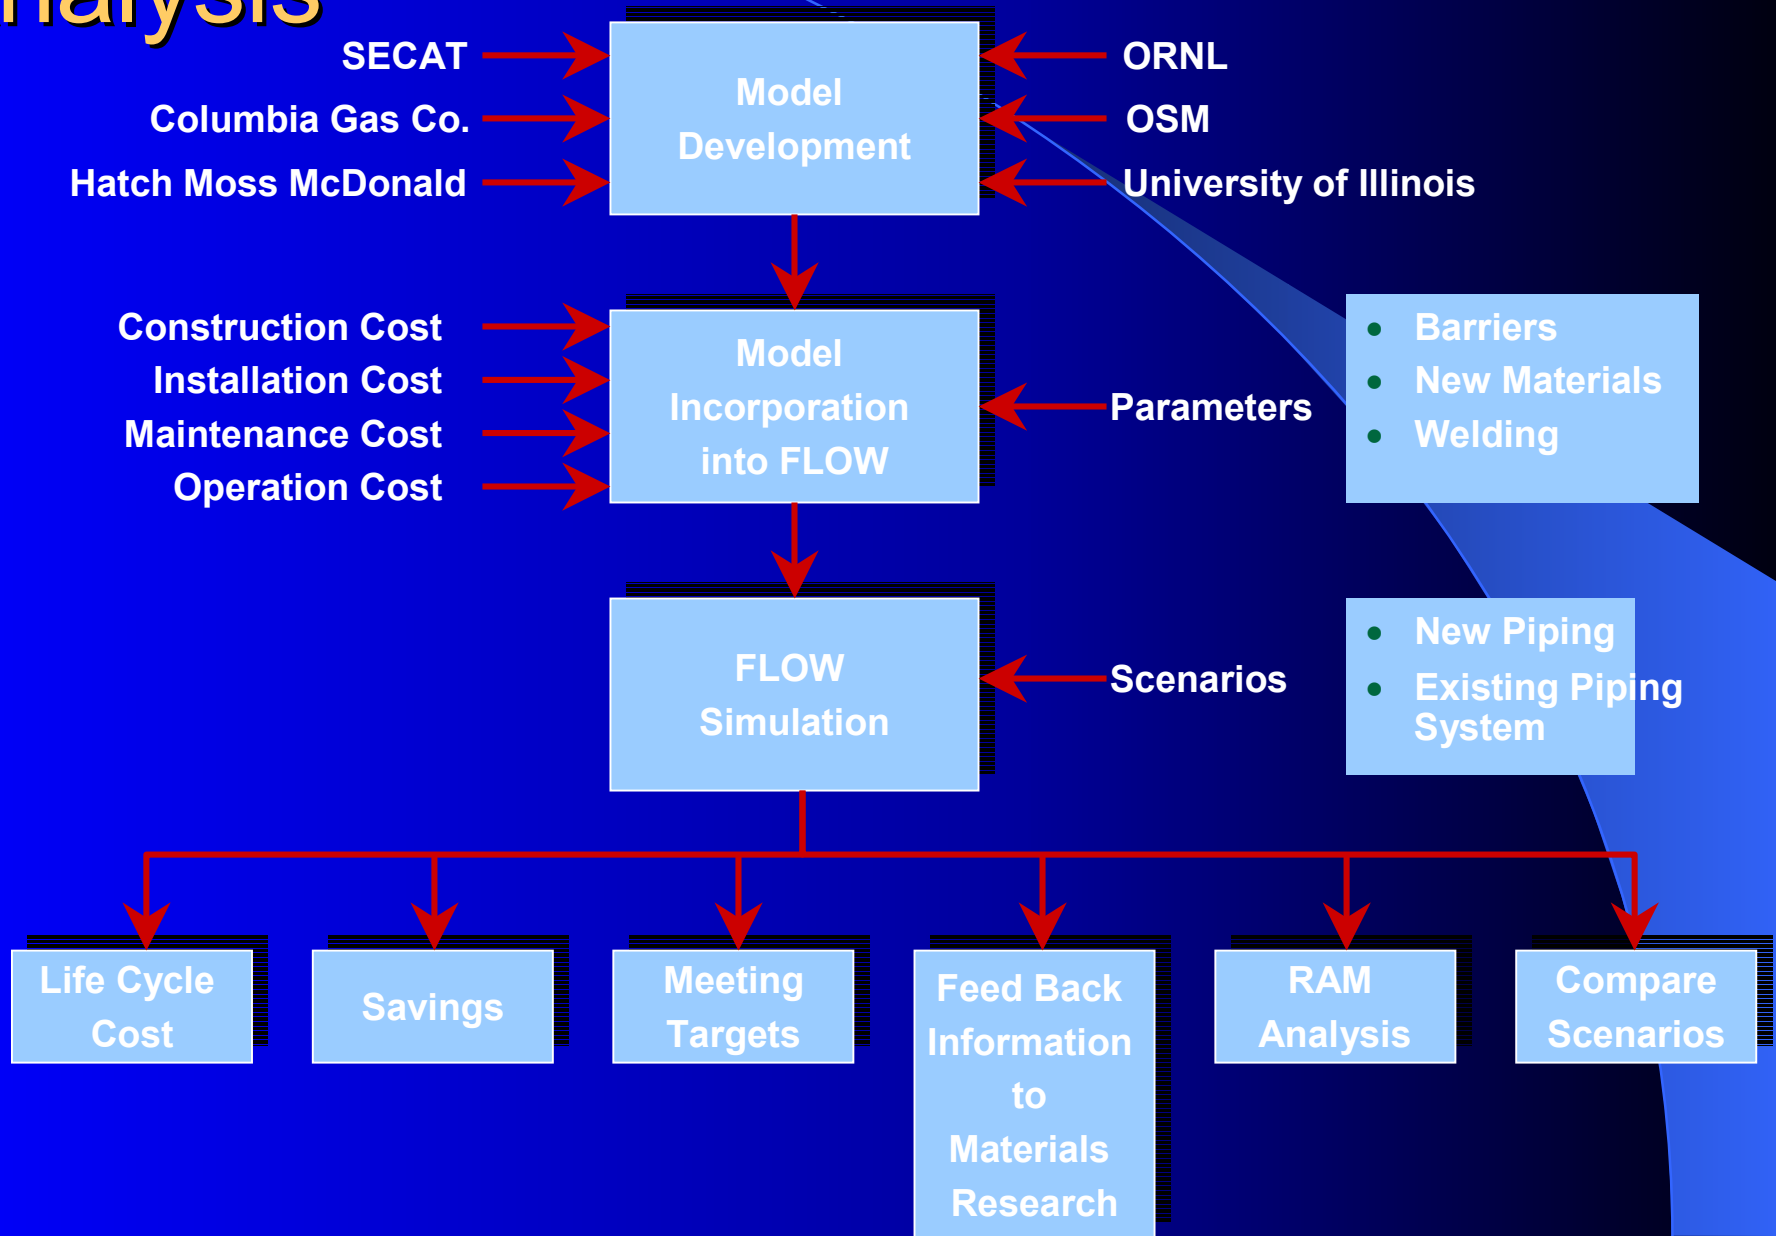 nalysis
SECAT
ORNL
Model
Columbia Gas Co.
OSM
Development
Hatch Moss McDonald
University of Illinois
Construction Cost
Installation Cost
Maintenance Cost
Operation Cost
Model
Incorporation
into FLOW
Parameters
• Barriers
• New Materials
• Welding
FLOW
Simulation
Scenarios
• New Piping
• Existing Piping
System
Life Cycle
Cost
Savings
Meeting
Targets
Feed Back
Information
to
Materials
Research
RAM
Analysis
Compare
Scenarios